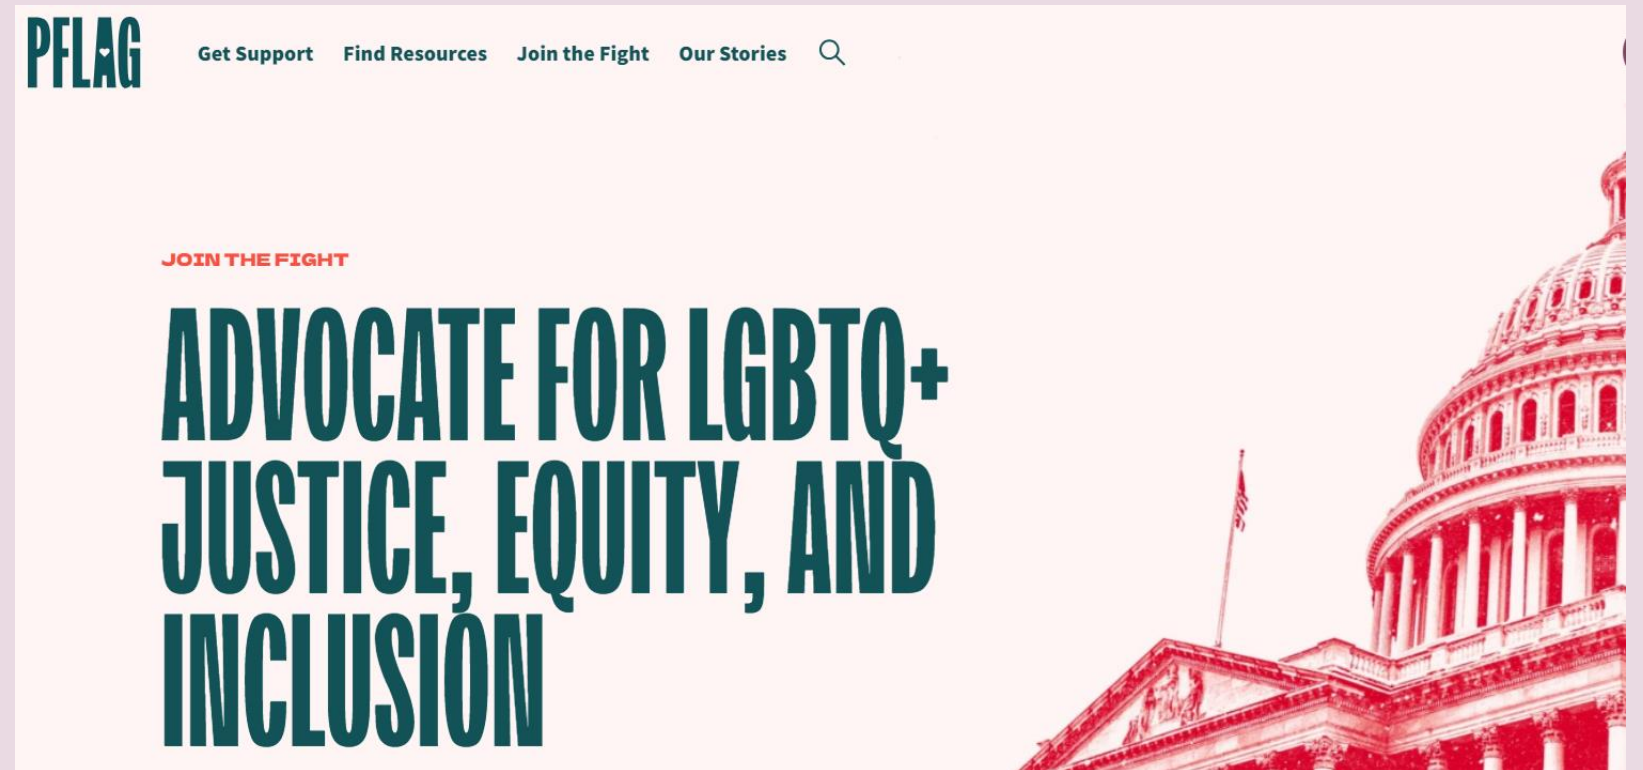 PFLAG
Get Support Find Resources Join the Fight Our Stories
JOIN THE FIGHT
ADVOCATE FOR LGBTQ+
JUSTICE, EQUITY, AND
INCLUSION